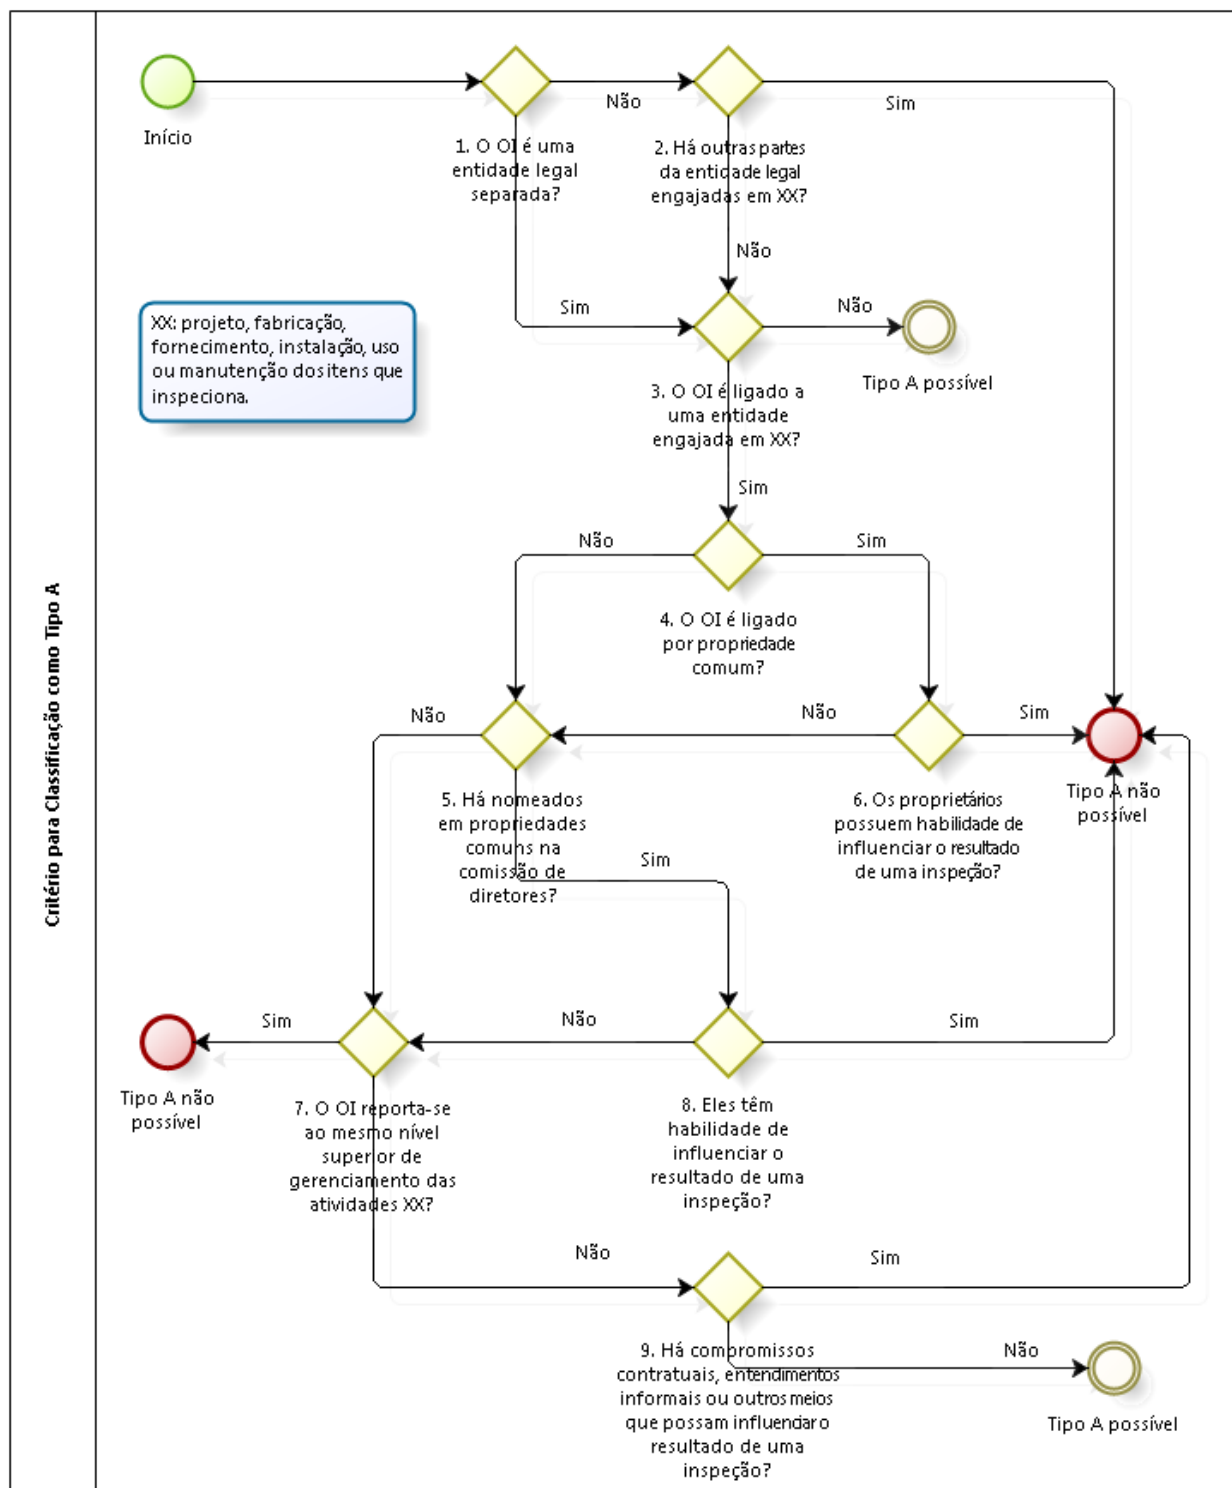 Critério para Classificação como Tipo A
Início
Não
Sim
1. O OI é uma
entidade legal
separada?
2. Há outras partes
da entidade legal
engajadas em XX?
Não
Sim
Não
XX: projeto, fabricação,
fornecimento, instalação, uso
ou manutenção dos itens que
inspeciona.
Tipo A possível
3. O OI é ligado a
uma entidade
engajada em XX?
Sim
Não
Sim
4. O OI é ligado
por propriedade
comum?
Não
Não
Sim
5. Há nomeados
em propriedades
comuns na
comissão de
diretores?
6. Os proprietários
possuem habilidade de
influenciar o resultado
de uma inspeção?
Tipo A não
possível
Sim
Sim
Não
Sim
Tipo A não
possível
7. O OI reporta-se
ao mesmo nível
superior de
gerenciamento das
atividades XX?
8. Eles têm
habilidade de
influenciar o
resultado de uma
inspeção?
Não
Sim
9. Há compromissos
contratuais, entendimentos
informais ou outros meios
que possam influenciar o
resultado de uma
inspeção?
Não
Tipo A possível